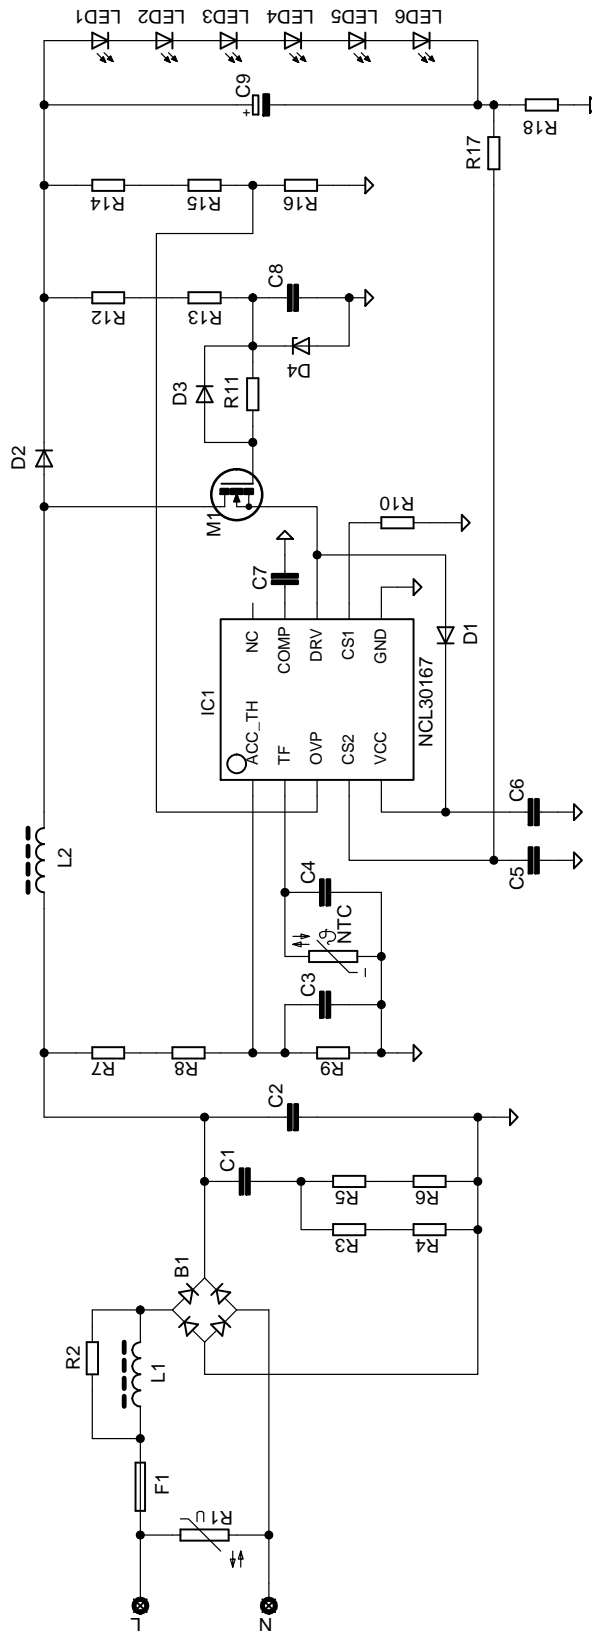 LED1
LED2
LED3
LED4
LED5
LED6
C9
+
R18
R17
R14
R15
R16
R12
R13
C8
D4
D3
R11
D2
M1
R10
C7
IC1
NC
COMP
DRV
CS1
GND
ACC_TH
TF
OVP
CS2
VCC
NCL30167
D1
L2
C6
C5
C4
NTC
ϑ
C3
R7
R8
R9
C2
C1
R5
R6
R3
R4
B1
R2
L1
F1
R1
U
L
N